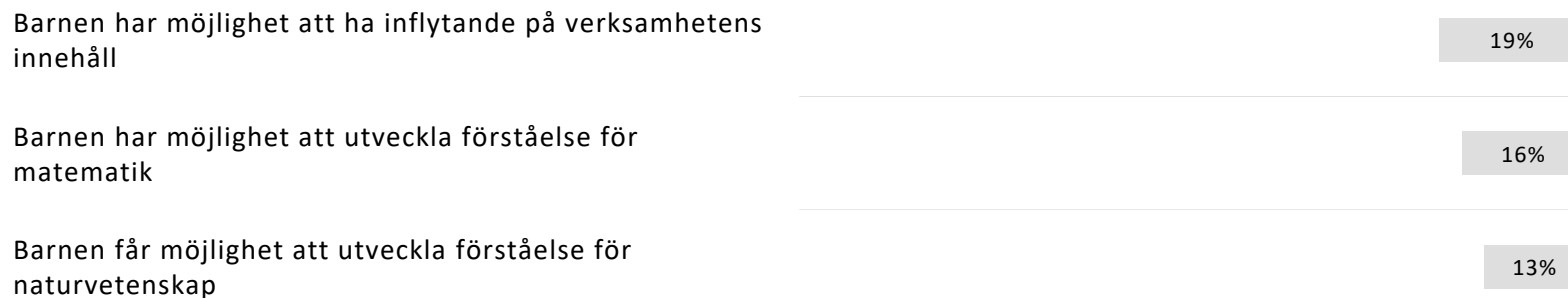 Barnen har möjlighet att ha inflytande på verksamhetens
innehåll
19%
Barnen har möjlighet att utveckla förståelse för
matematik
16%
Barnen får möjlighet att utveckla förståelse för
naturvetenskap
13%